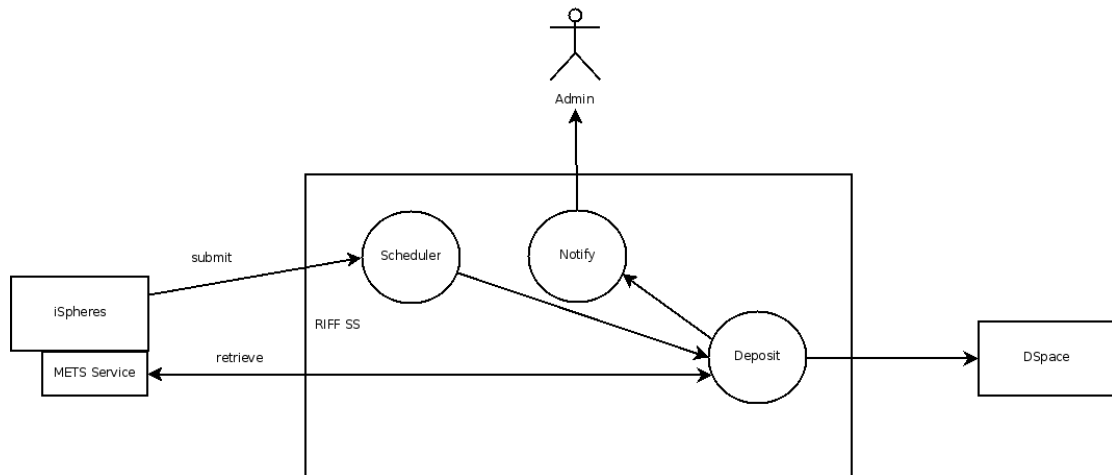 Admin
submit
Scheduler
Notify
iSpheres
RIFF SS
retrieve
METS Service
Deposit
DSpace